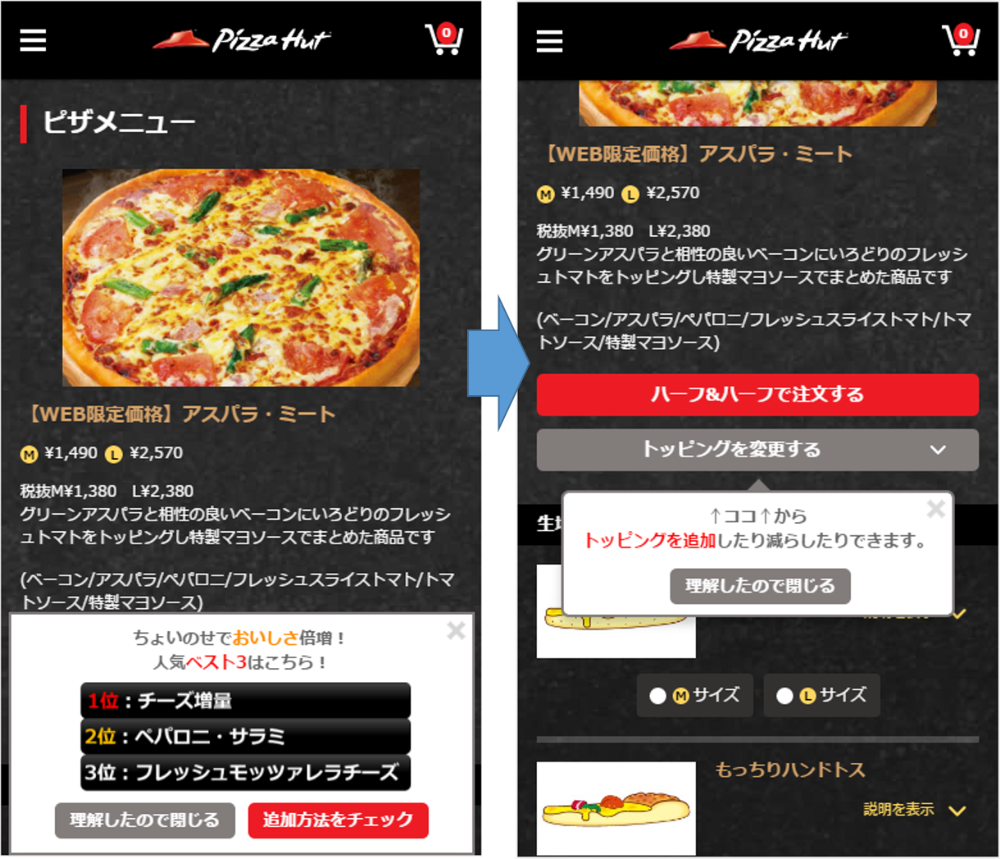 Pizza Hut
0
ピザメニュー
【WEB限定価格】アスパラ・ミート
M ¥1,490 L ¥2,570
税抜M¥1,380 L¥2,380
グリーンアスパラと相性の良いベーコンにいろどりのフレッシ
ュトマトをトッピングし特製マヨソースでまとめた商品です
(ベーコン/アスパラ/ペパロニ/フレッシュスライストマト/トマ
トソース/特製マヨソース)
ちょいのせでおいしさ倍増！
人気ベスト3はこちら！
1位：チーズ増量
2位：ペパロニ・サラミ
3位：フレッシュモッツァレラチーズ
理解したので閉じる 追加方法をチェック
Pizza Hut
0
【WEB限定価格】アスパラ・ミート
M ¥1,490 L ¥2,570
税抜M¥1,380 L¥2,380
グリーンアスパラと相性の良いベーコンにいろどりのフレッシ
ュトマトをトッピングし特製マヨソースでまとめた商品です
(ベーコン/アスパラ/ペパロニ/フレッシュスライストマト/トマ
トソース/特製マヨソース)
ハーフ&ハーフで注文する
トッピングを変更する
↑ココ↑から
トッピングを追加したり減らしたりできます。
理解したので閉じる
生
M サイズ L サイズ
もっちりハンドトス
説明を表示